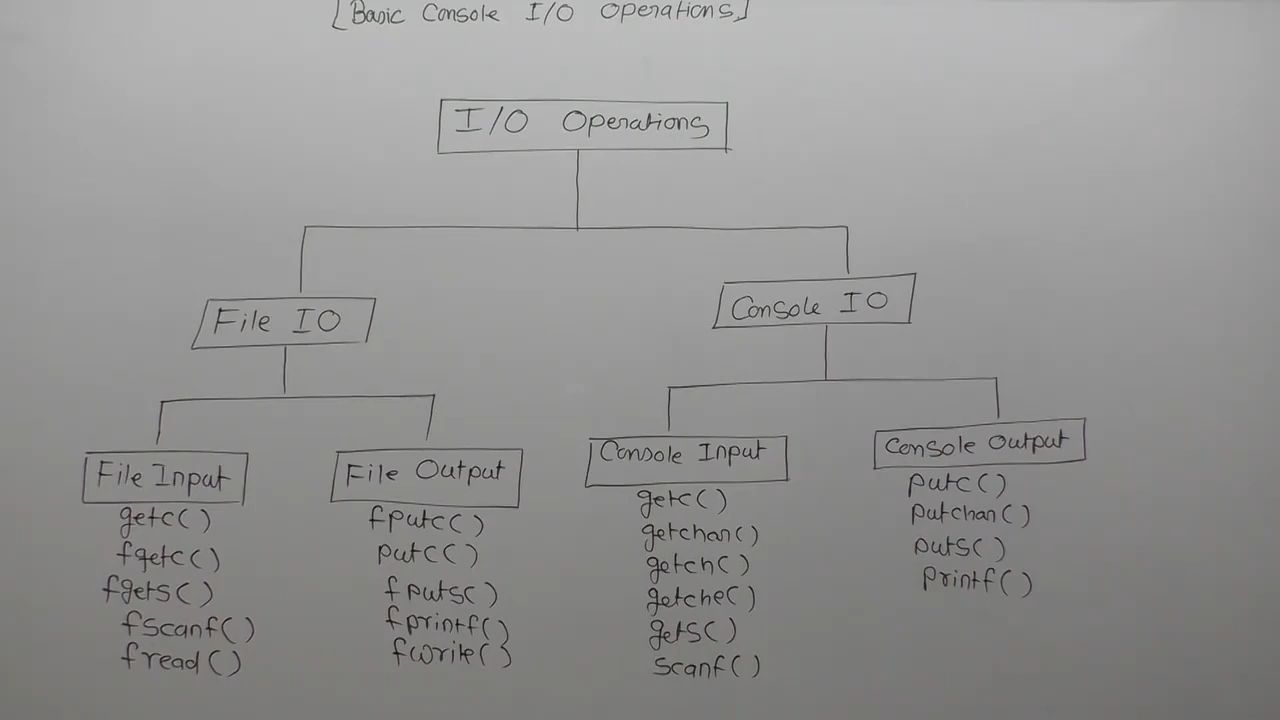 [Basic Console I/O Operations]
I/O Operations
File IO
Console IO
File Input
getc()
fgetc()
fgets()
fscanf()
fread()
File Output
fputc()
putc()
fputs()
fprintf()
fwrite()
Console Input
getc()
getchar()
getch()
getche()
gets()
scanf()
Console Output
putc()
putchar()
puts()
printf()